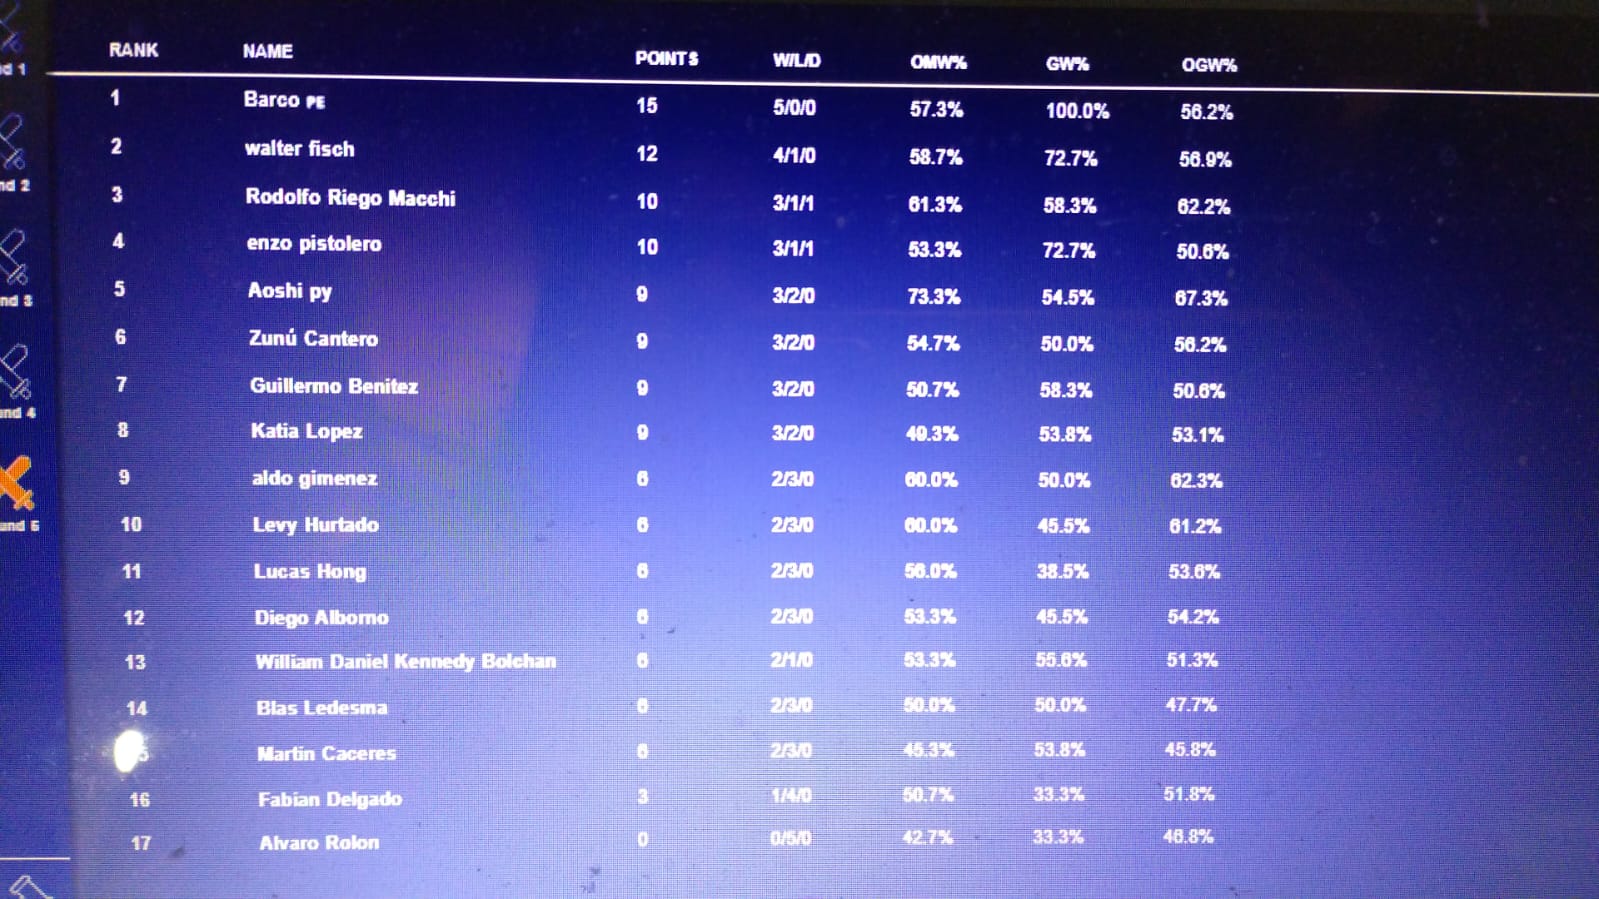 RANK NAME POINTS W/L/D OMW% GW% OGW%
1 Barco PE 15 5/0/0 57.3% 100.0% 56.2%
2 walter fisch 12 4/1/0 58.7% 72.7% 56.9%
3 Rodolfo Riego Macchi 10 3/1/1 61.3% 58.3% 62.2%
4 enzo pistolero 10 3/1/1 53.3% 72.7% 50.6%
5 Aoshi py 9 3/2/0 73.3% 54.5% 67.3%
6 Zunú Cantero 9 3/2/0 54.7% 50.0% 56.2%
7 Guillermo Benitez 9 3/2/0 50.7% 58.3% 50.6%
8 Katia Lopez 9 3/2/0 49.3% 53.8% 53.1%
9 aldo gimenez 6 2/3/0 60.0% 50.0% 62.3%
10 Levy Hurtado 6 2/3/0 60.0% 45.5% 61.2%
11 Lucas Hong 6 2/3/0 56.0% 38.5% 53.6%
12 Diego Alborno 6 2/3/0 53.3% 45.5% 54.2%
13 William Daniel Kennedy Bolchan 6 2/1/0 53.3% 55.6% 51.3%
14 Blas Ledesma 6 2/3/0 50.0% 50.0% 47.7%
5 Martin Caceres 6 2/3/0 45.3% 53.8% 45.8%
16 Fabian Delgado 3 1/4/0 50.7% 33.3% 51.8%
17 Alvaro Rolon 0 0/5/0 42.7% 33.3% 46.8%
nd 1
nd 2
nd 3
and 4
and 5